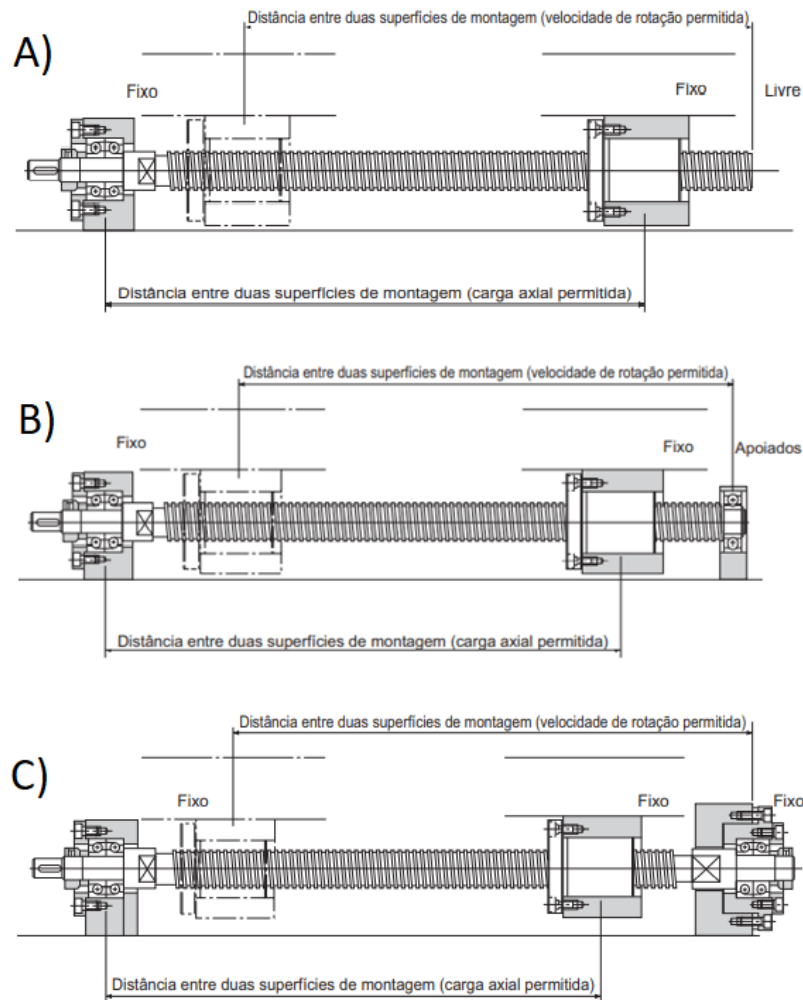 Distância entre duas superfícies de montagem (velocidade de rotação permitida)
A)
Fixo
Fixo
Livre
Distância entre duas superfícies de montagem (carga axial permitida)
Distância entre duas superfícies de montagem (velocidade de rotação permitida)
B)
Fixo
Fixo
Apoiados
Distância entre duas superfícies de montagem (carga axial permitida)
Distância entre duas superfícies de montagem (velocidade de rotação permitida)
C)
Fixo
Fixo
Fixo
Distância entre duas superfícies de montagem (carga axial permitida)